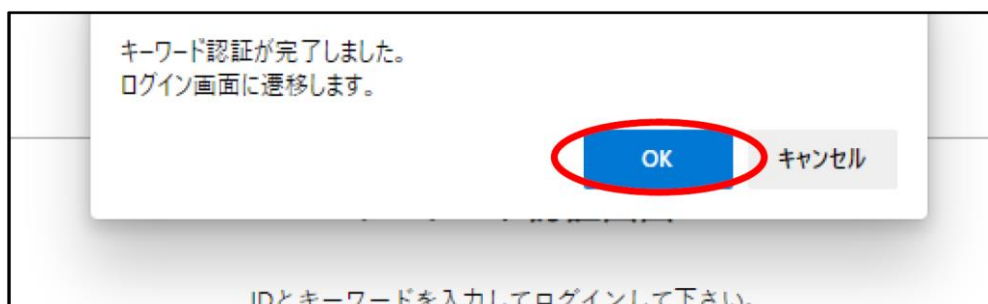 キーワード認証が完了しました。
ログイン画面に遷移します。
OK
キャンセル
IDとキーワードを入力してログインして下さい。